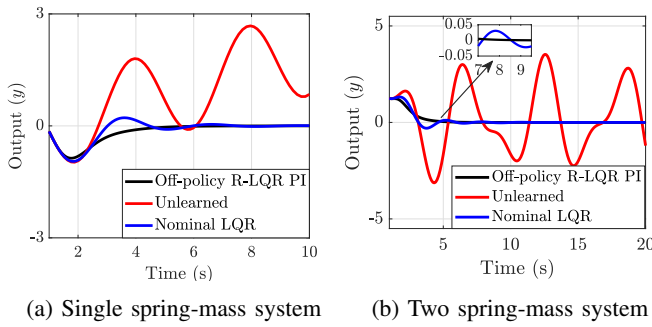 3
0
-3
Output (y)
2
4
6
8
10
Time (s)
Off-policy R-LQR PI
Unlearned
Nominal LQR
(a) Single spring-mass system
5
0
-5
Output (y)
5
10
15
20
Time (s)
0.05
0
-0.05
7
8
9
Off-policy R-LQR PI
Unlearned
Nominal LQR
(b) Two spring-mass system